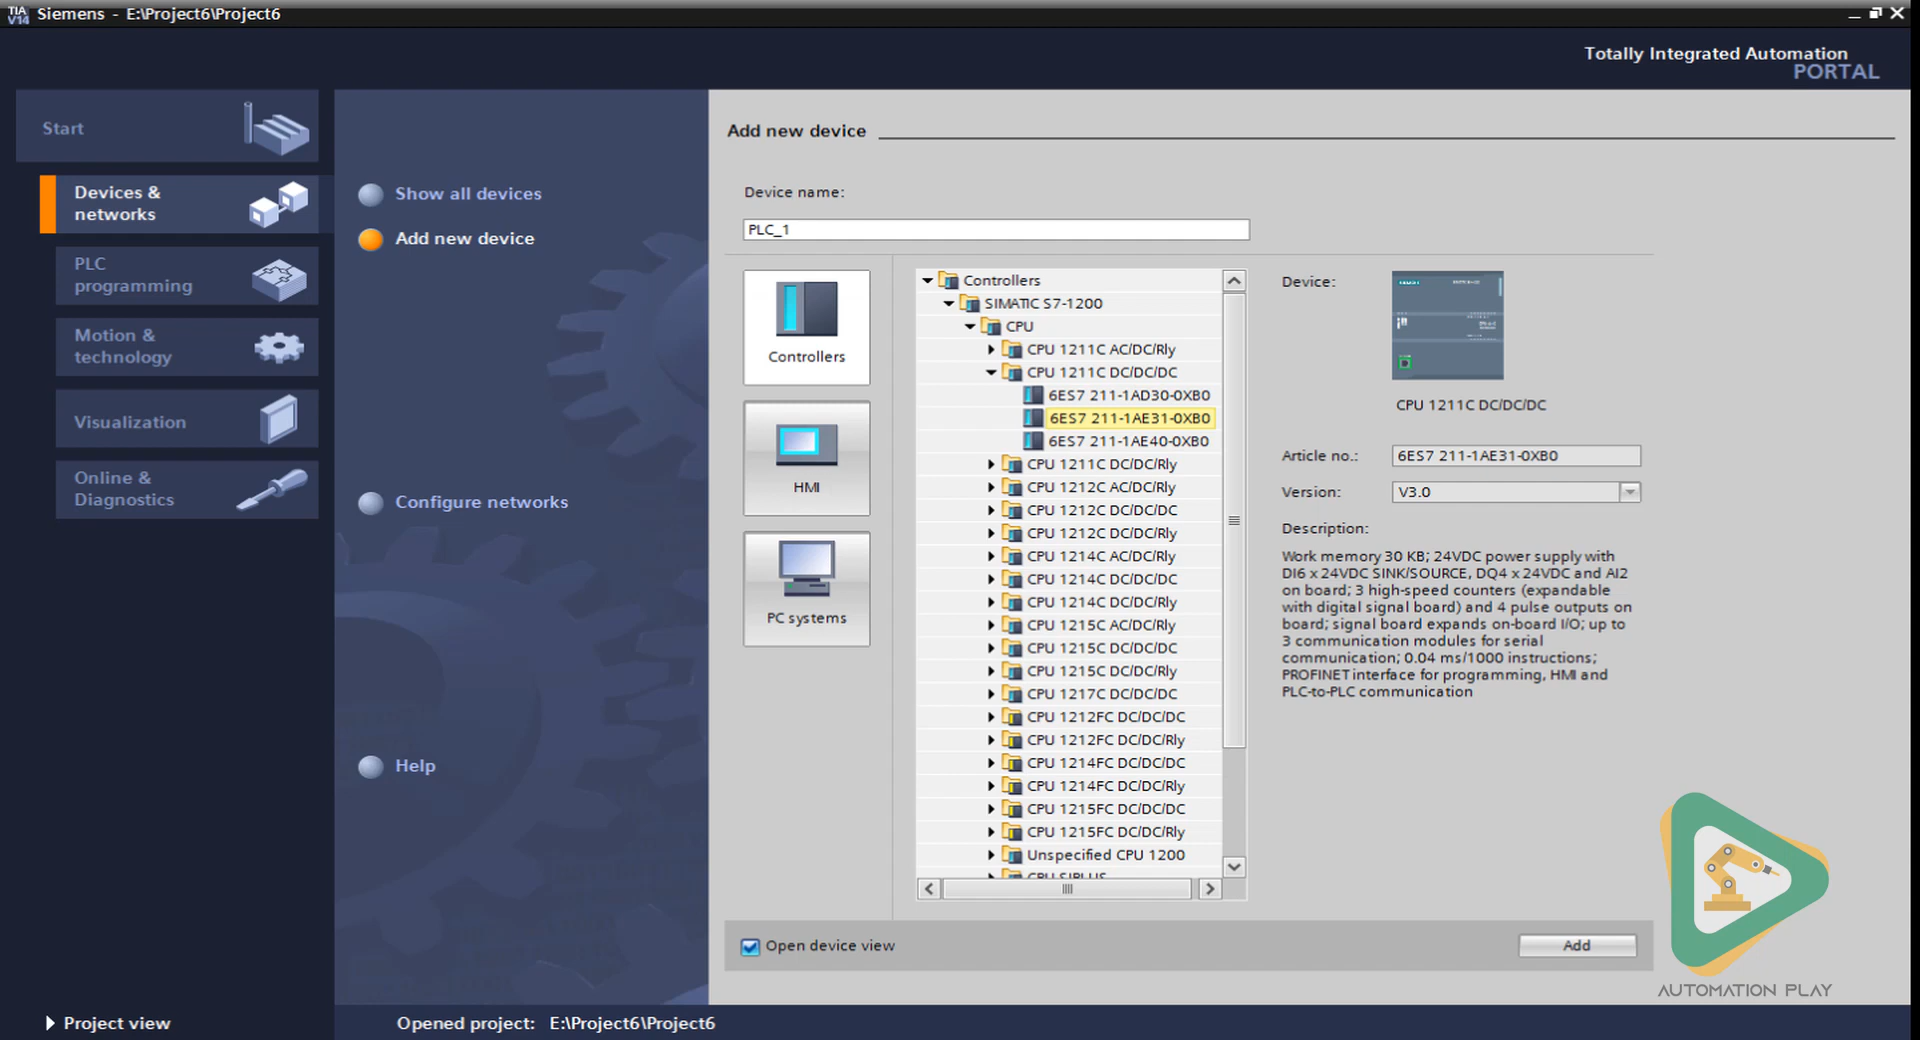 TIA
V14
Siemens - E:\Project6\Project6
Totally Integrated Automation
PORTAL
Start
Devices &
networks
PLC
programming
Motion &
technology
Visualization
Online &
Diagnostics
Show all devices
Add new device
Configure networks
Help
Add new device
Device name:
PLC_1
Controllers
HMI
PC systems
Controllers
SIMATIC S7-1200
CPU
CPU 1211C AC/DC/Rly
CPU 1211C DC/DC/DC
6ES7 211-1AD30-0XB0
6ES7 211-1AE31-0XB0
6ES7 211-1AE40-0XB0
CPU 1211C DC/DC/Rly
CPU 1212C AC/DC/Rly
CPU 1212C DC/DC/DC
CPU 1212C DC/DC/Rly
CPU 1214C AC/DC/Rly
CPU 1214C DC/DC/DC
CPU 1214C DC/DC/Rly
CPU 1215C AC/DC/Rly
CPU 1215C DC/DC/DC
CPU 1215C DC/DC/Rly
CPU 1217C DC/DC/DC
CPU 1212FC DC/DC/DC
CPU 1212FC DC/DC/Rly
CPU 1214FC DC/DC/DC
CPU 1214FC DC/DC/Rly
CPU 1215FC DC/DC/DC
CPU 1215FC DC/DC/Rly
Unspecified CPU 1200
CPU SIPLUS
Device:
CPU 1211C DC/DC/DC
Article no.: 6ES7 211-1AE31-0XB0
Version: V3.0
Description:
Work memory 30 KB; 24VDC power supply with
DI6 x 24VDC SINK/SOURCE, DQ4 x 24VDC and AI2
on board; 3 high-speed counters (expandable
with digital signal board) and 4 pulse outputs on
board; signal board expands on-board I/O; up to
3 communication modules for serial
communication; 0.04 ms/1000 instructions;
PROFINET interface for programming, HMI and
PLC-to-PLC communication
Open device view
Add
AUTOMATION PLAY
Project view
Opened project: E:\Project6\Project6